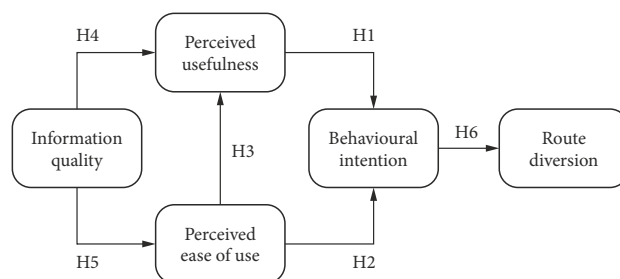 H4
Perceived
usefulness
H1
Information
quality
H3
Behavioural
intention
H6
Route
diversion
H5
Perceived
ease of use
H2